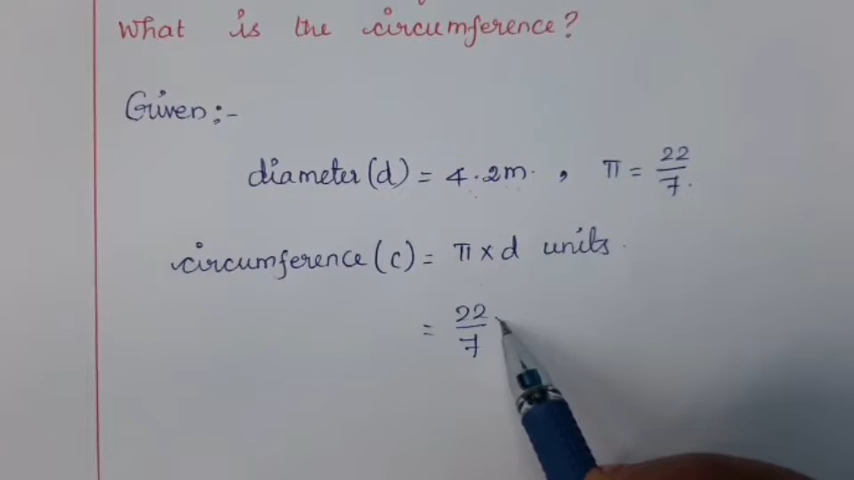 What is the circumference?
Given:-
diameter(d) = 4.2m. , π = 22/7.
circumference(c) = π × d units.
= 22/7